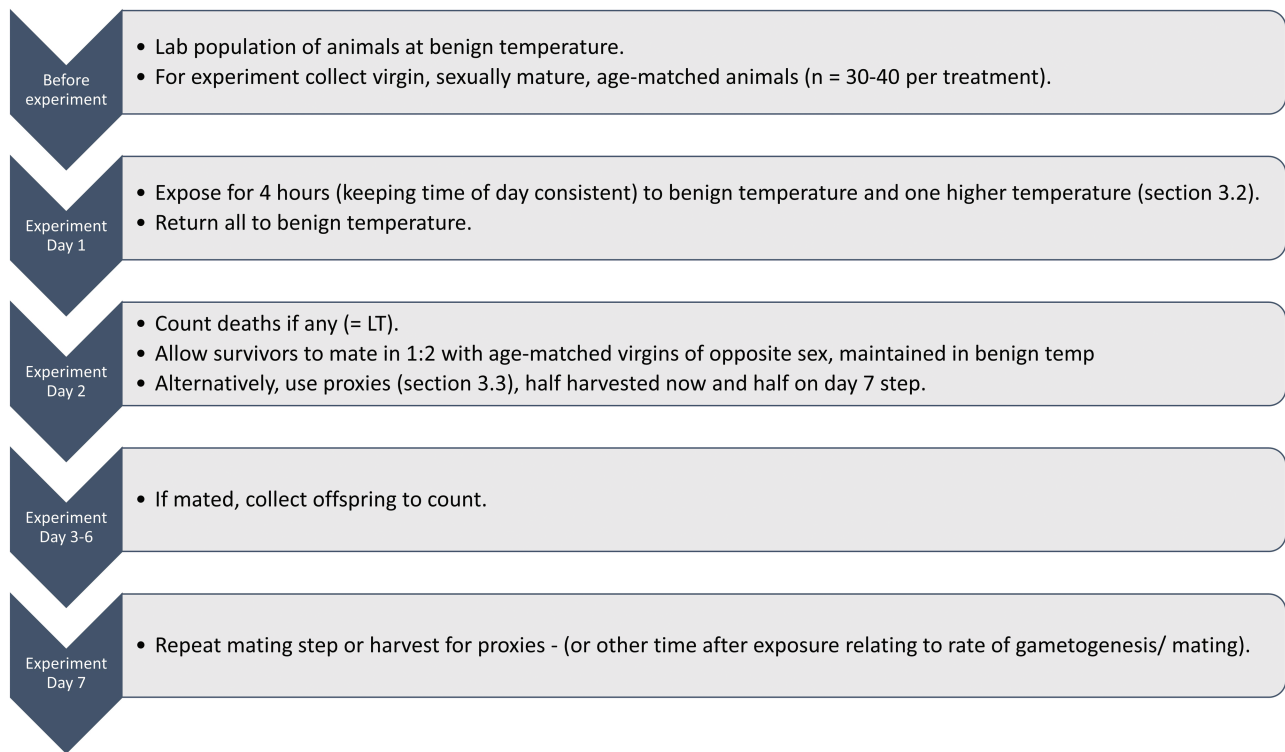 Before
experiment
• Lab population of animals at benign temperature.
• For experiment collect virgin, sexually mature, age-matched animals (n = 30-40 per treatment).
Experiment
Day 1
• Expose for 4 hours (keeping time of day consistent) to benign temperature and one higher temperature (section 3.2).
• Return all to benign temperature.
Experiment
Day 2
• Count deaths if any (= LT).
• Allow survivors to mate in 1:2 with age-matched virgins of opposite sex, maintained in benign temp
• Alternatively, use proxies (section 3.3), half harvested now and half on day 7 step.
Experiment
Day 3-6
• If mated, collect offspring to count.
Experiment
Day 7
• Repeat mating step or harvest for proxies - (or other time after exposure relating to rate of gametogenesis/ mating).